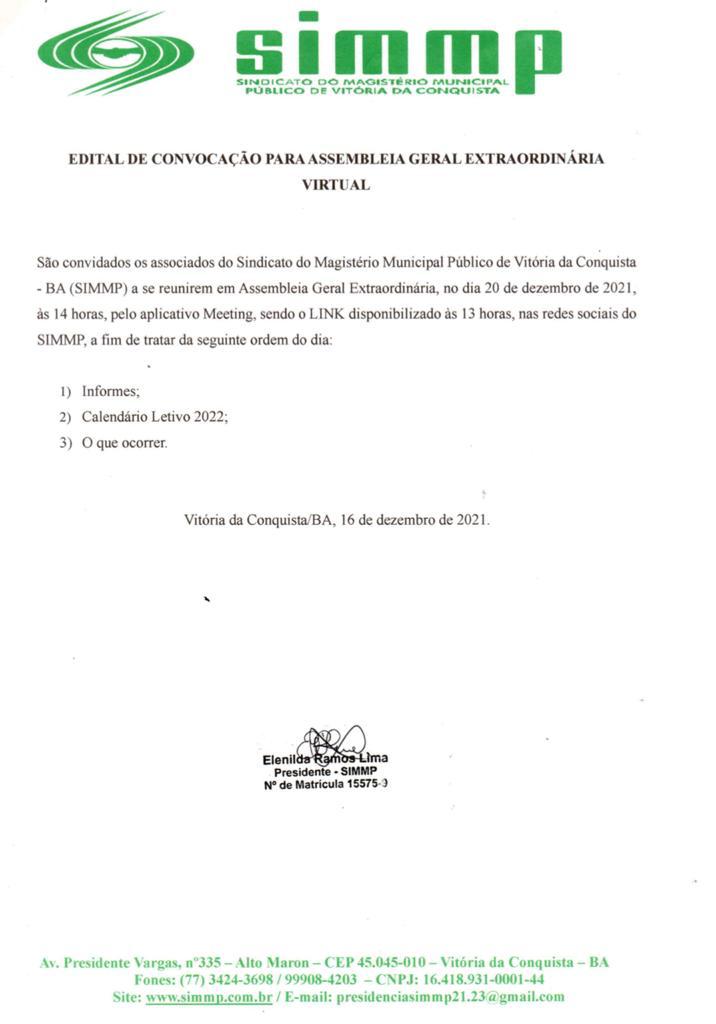 simmp
SINDICATO DO MAGISTÉRIO MUNICIPAL
PÚBLICO DE VITÓRIA DA CONQUISTA
EDITAL DE CONVOCAÇÃO PARA ASSEMBLEIA GERAL EXTRAORDINÁRIA
VIRTUAL
São convidados os associados do Sindicato do Magistério Municipal Público de Vitória da Conquista
- BA (SIMMP) a se reunirem em Assembleia Geral Extraordinária, no dia 20 de dezembro de 2021,
às 14 horas, pelo aplicativo Meeting, sendo o LINK disponibilizado às 13 horas, nas redes sociais do
SIMMP, a fim de tratar da seguinte ordem do dia:
1) Informes;
2) Calendário Letivo 2022;
3) O que ocorrer.
Vitória da Conquista/BA, 16 de dezembro de 2021.
Elenilda Ramos Lima
Presidente - SIMMP
Nº de Matricula 15575-9
Av. Presidente Vargas, nº335 – Alto Maron – CEP 45.045-010 – Vitória da Conquista – BA
Fones: (77) 3424-3698 / 99908-4203 – CNPJ: 16.418.931-0001-44
Site: www.simmp.com.br / E-mail: presidenciasimmp21.23@gmail.com